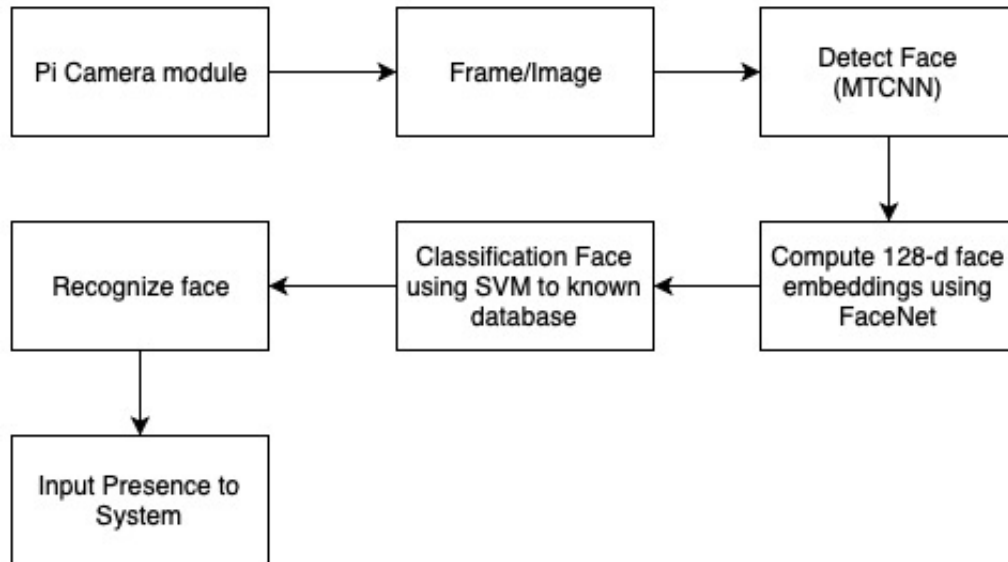 Pi Camera module
Frame/Image
Detect Face
(MTCNN)
Compute 128-d face
embeddings using
FaceNet
Classification Face
using SVM to known
database
Recognize face
Input Presence to
System